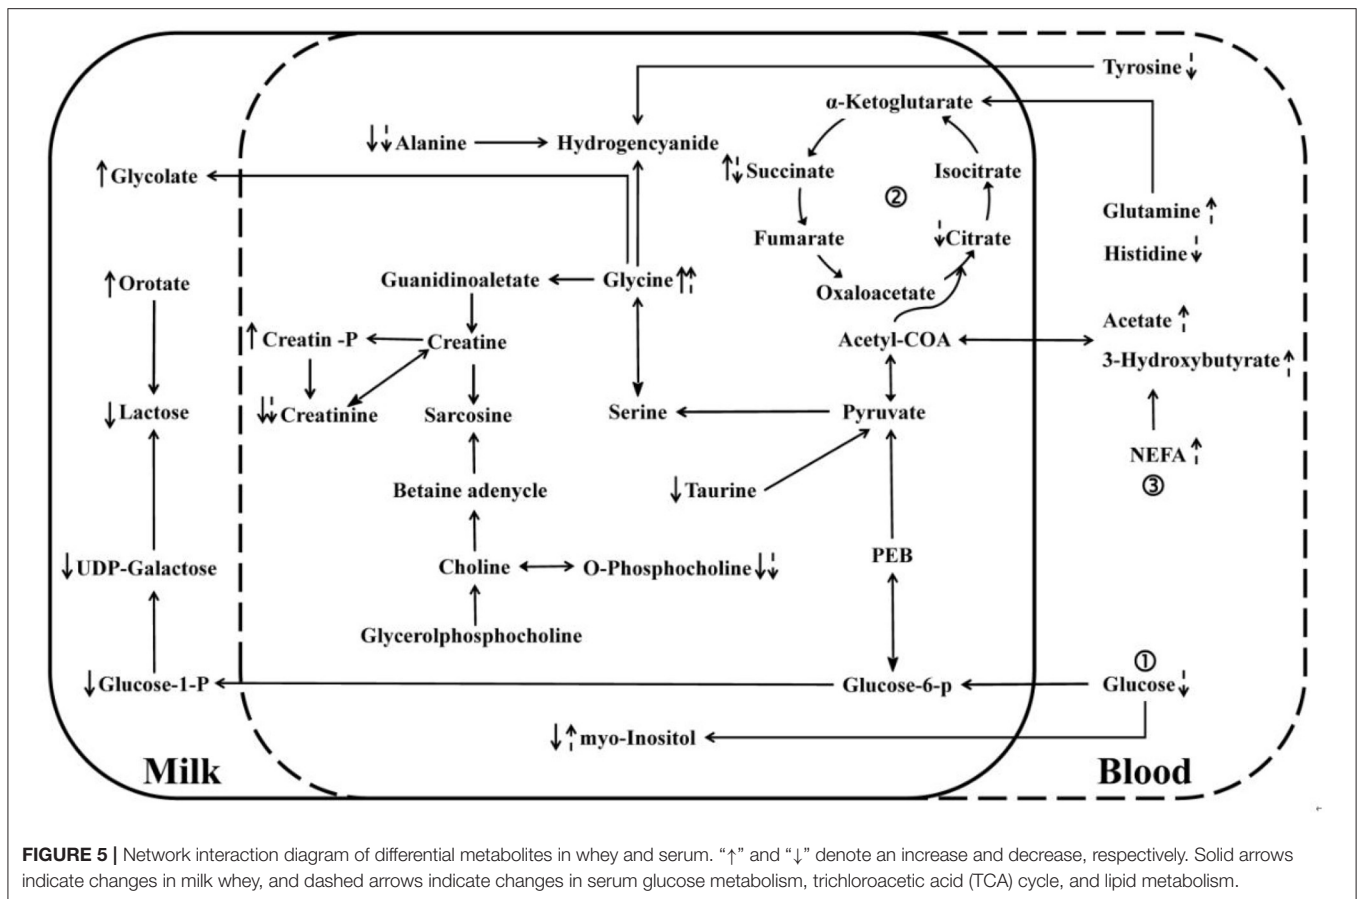 Tyrosine
α-Ketoglutarate
↓↓Alanine
Hydrogencyanide
↑Glycolate
↑↓Succinate
Isocitrate
②
Glutamine↑
Fumarate
↓Citrate
Histidine↓
↑Orotate
Guanidinoaletate
Glycine↑↑
Oxaloacetate
Acetate↑
↑Creatin -P
Creatine
Acetyl-COA
3-Hydroxybutyrate↑
↓Lactose
↓↓Creatinine
Sarcosine
Serine
Pyruvate
NEFA↑
③
Betaine adenycle
↓Taurine
↓UDP-Galactose
Choline
O-Phosphocholine↓↓
PEB
Glycerolphosphocholine
①
↓Glucose-1-P
Glucose-6-p
Glucose↓
↓↑myo-Inositol
Milk
Blood
FIGURE 5 | Network interaction diagram of differential metabolites in whey and serum. “↑” and “↓” denote an increase and decrease, respectively. Solid arrows
indicate changes in milk whey, and dashed arrows indicate changes in serum glucose metabolism, trichloroacetic acid (TCA) cycle, and lipid metabolism.